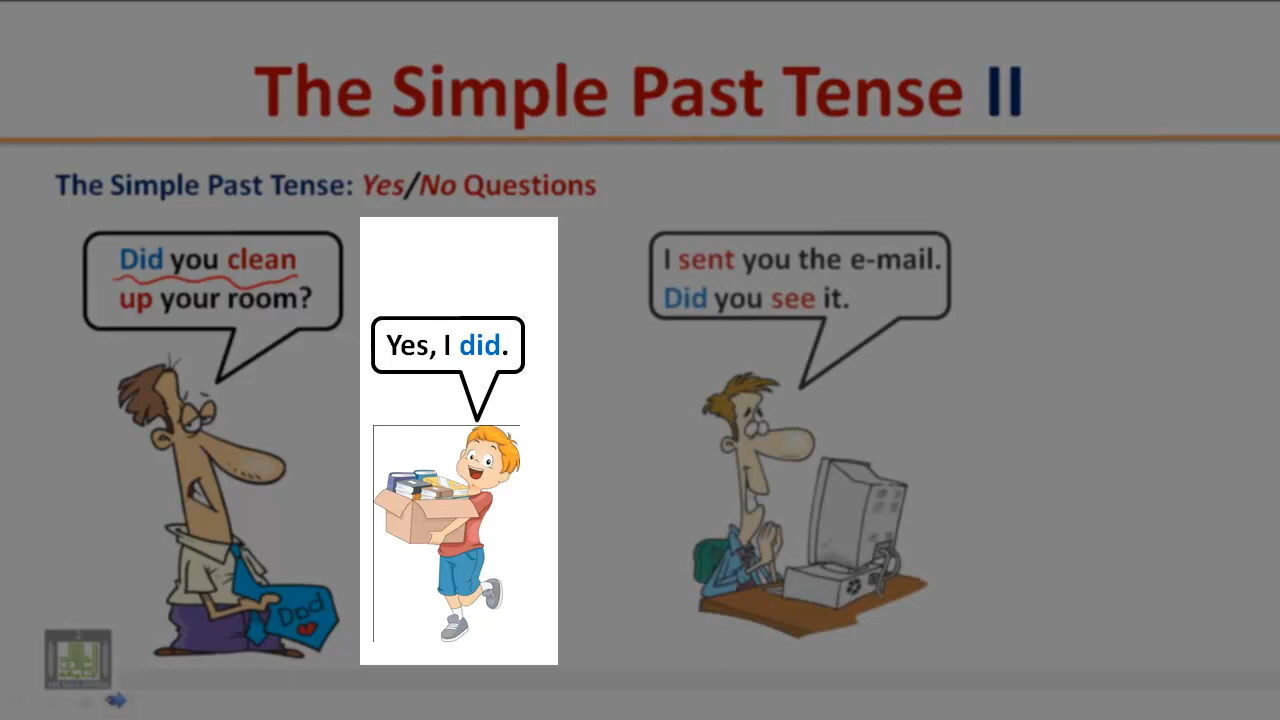 The Simple Past Tense II
The Simple Past Tense: Yes/No Questions
Did you clean
up your room?
Yes, I did.
I sent you the e-mail.
Did you see it.
Dad